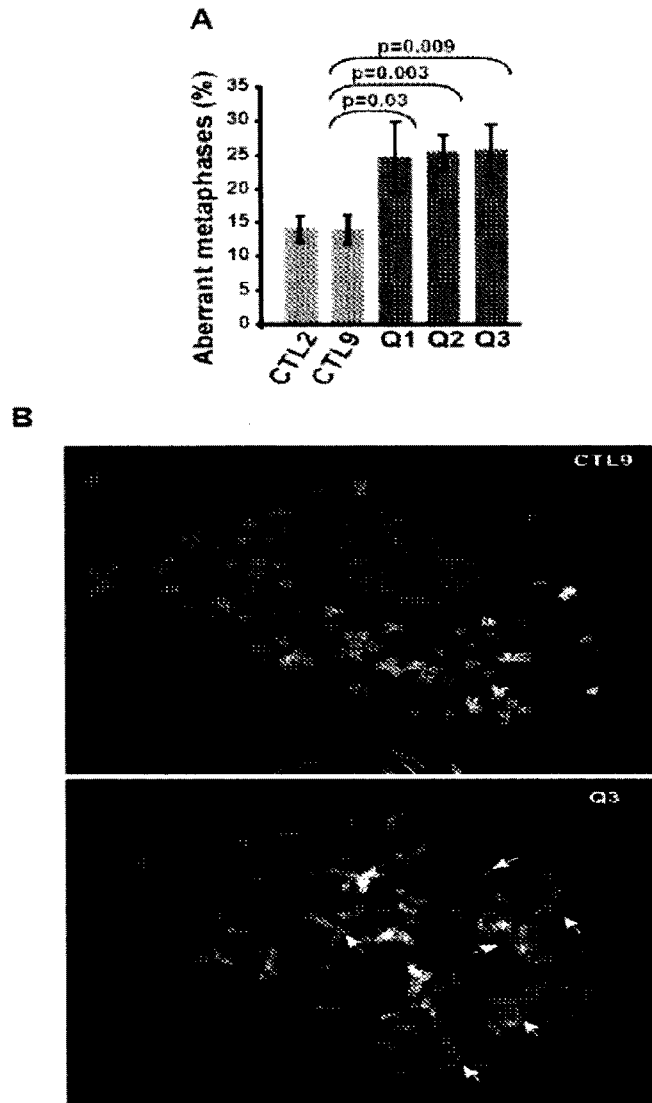 A
p=0.009
p=0.003
p=0.03
Aberrant metaphases (%)
35
30
25
20
15
10
5
0
CTL2
CTL9
Q1
Q2
Q3
B
CTL9
Q3